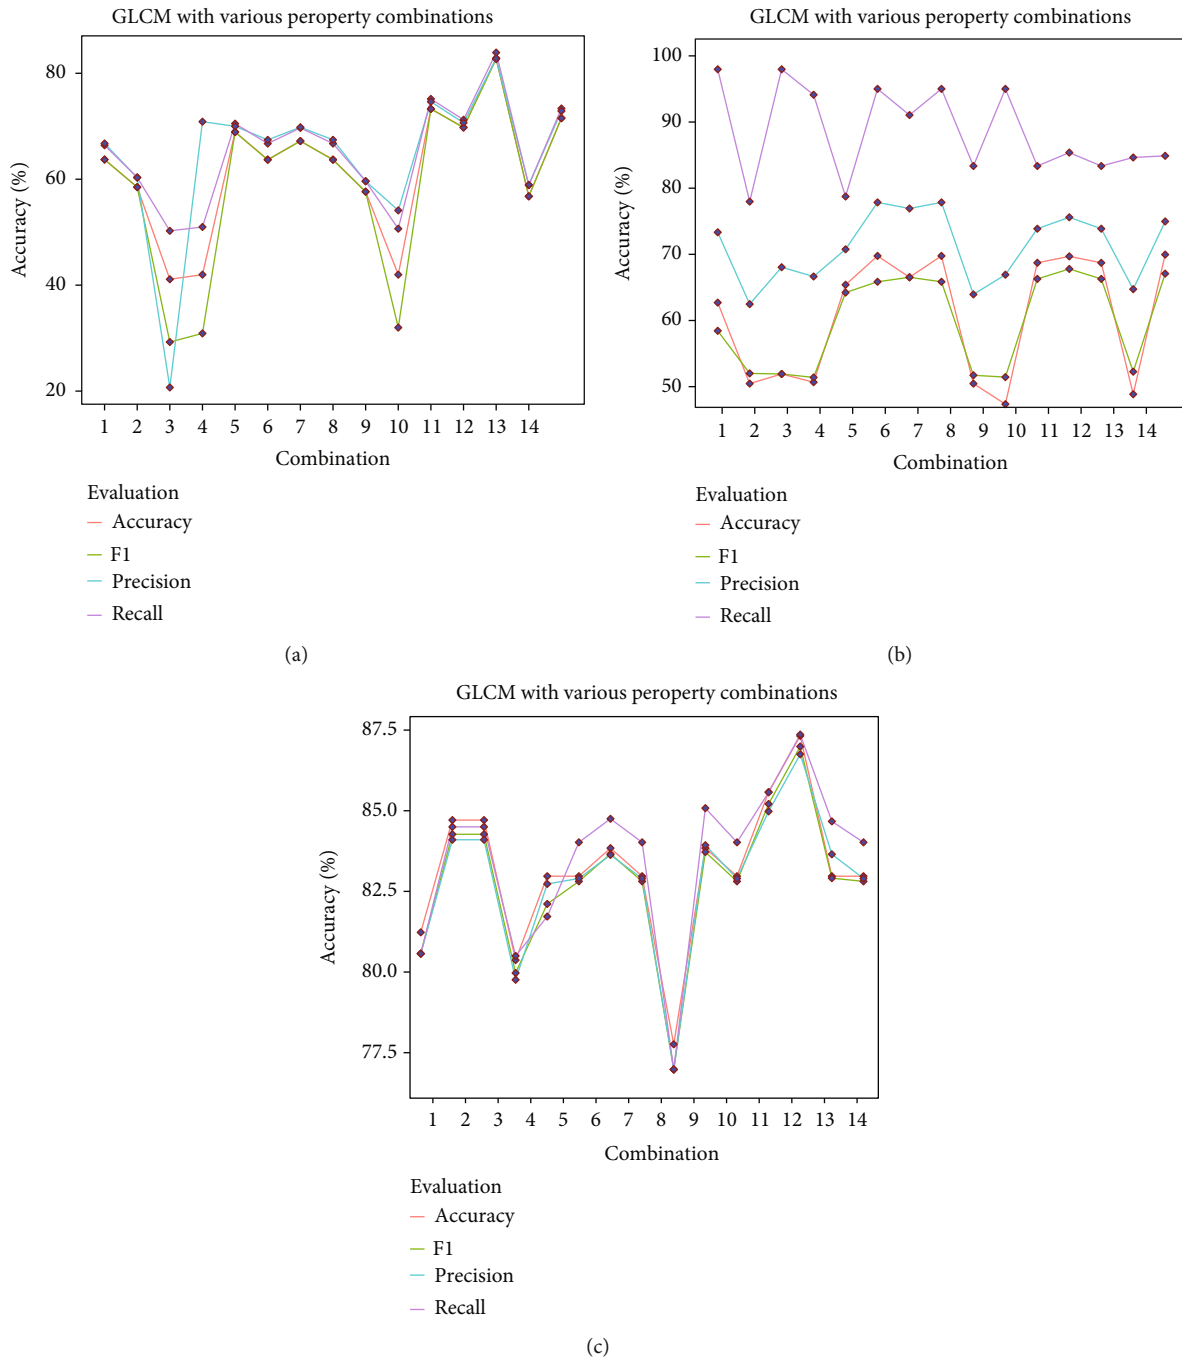 GLCM with various peroperty combinations
Accuracy (%)
80
60
40
20
1 2 3 4 5 6 7 8 9 10 11 13 13 14
Combination
Evaluation
Accuracy
F1
Precision
Recall
(a)
GLCM with various peroperty combinations
Accuracy (%)
100
90
80
70
60
50
1 2 3 4 5 6 7 8 9 10 11 12 13 14
Combination
Evaluation
Accuracy
F1
Precision
Recall
(b)
GLCM with various peroperty combinations
Accuracy (%)
87.5
85.0
82.5
80.0
77.5
1 2 3 4 5 6 7 8 9 10 11 12 13 14
Combination
Evaluation
Accuracy
F1
Precision
Recall
(c)